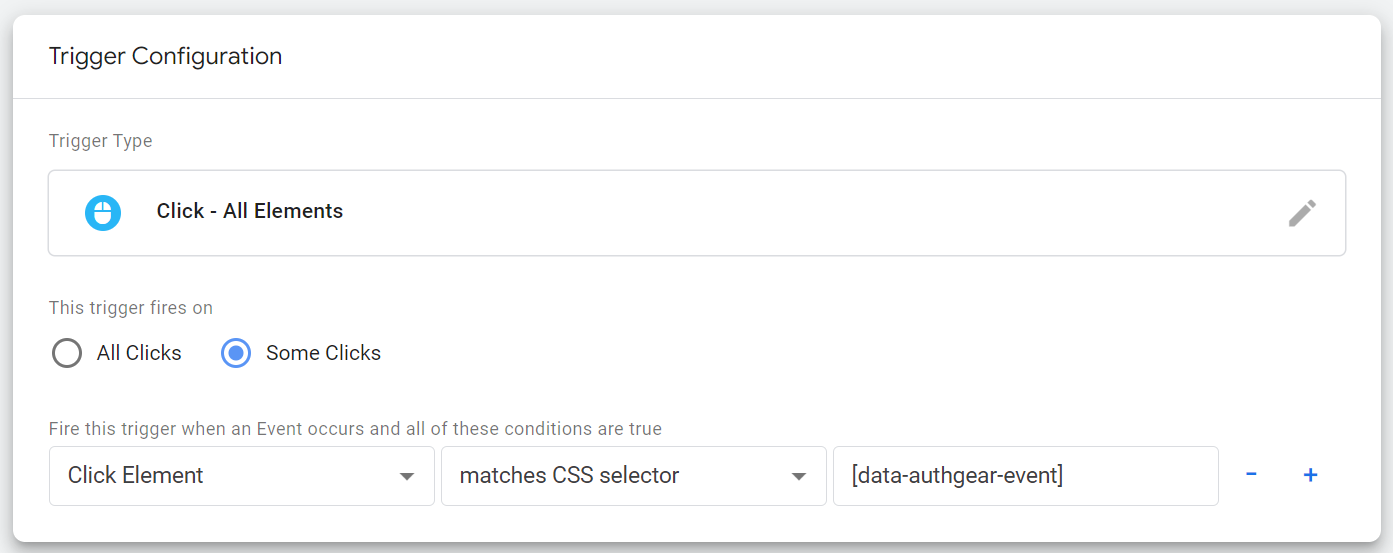 Trigger Configuration
Trigger Type
Click - All Elements
This trigger fires on
All Clicks Some Clicks
Fire this trigger when an Event occurs and all of these conditions are true
Click Element matches CSS selector [data-authgear-event] - +